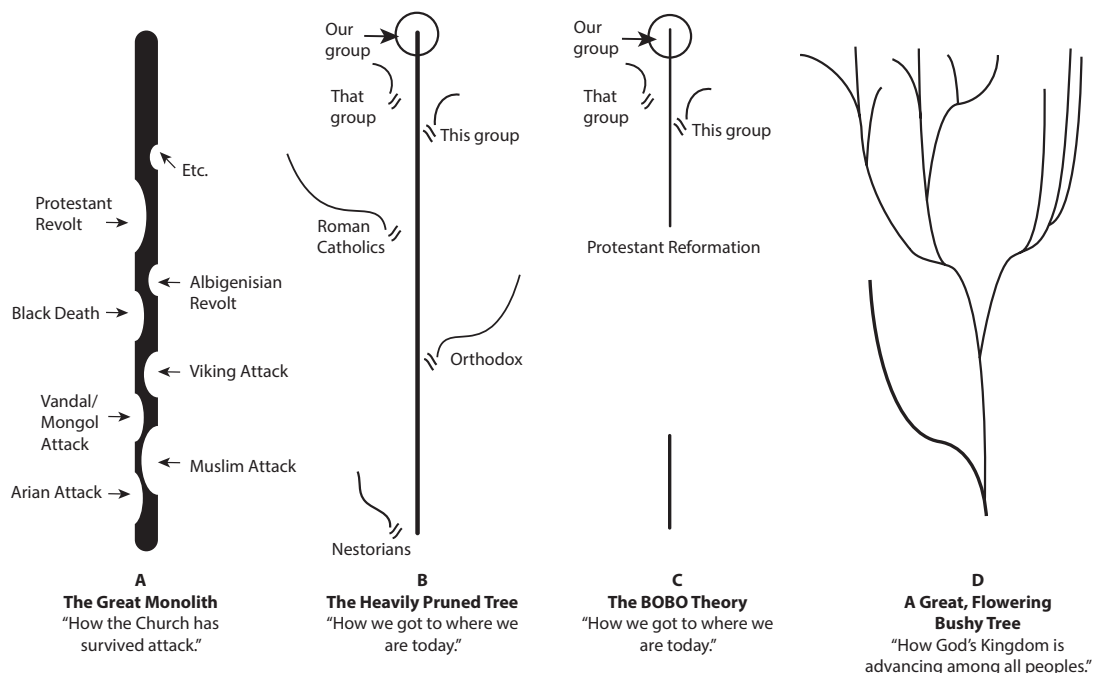 Etc.
Protestant
Revolt
Albigenisian
Revolt
Black Death
Viking Attack
Vandal/
Mongol
Attack
Muslim Attack
Arian Attack
A
The Great Monolith
“How the Church has
survived attack.”
Our
group
That
group
This group
Roman
Catholics
Orthodox
Nestorians
B
The Heavily Pruned Tree
“How we got to where we
are today.”
Our
group
That
group
This group
Protestant Reformation
C
The BOBO Theory
“How we got to where we
are today.”
D
A Great, Flowering
Bushy Tree
“How God’s Kingdom is
advancing among all peoples.”